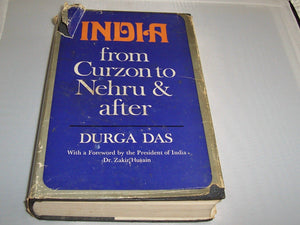 INDIA
from
Curzon to
Nehru &
after
DURGA DAS
With a Foreword by the President of India -
Dr. Zakir Husain